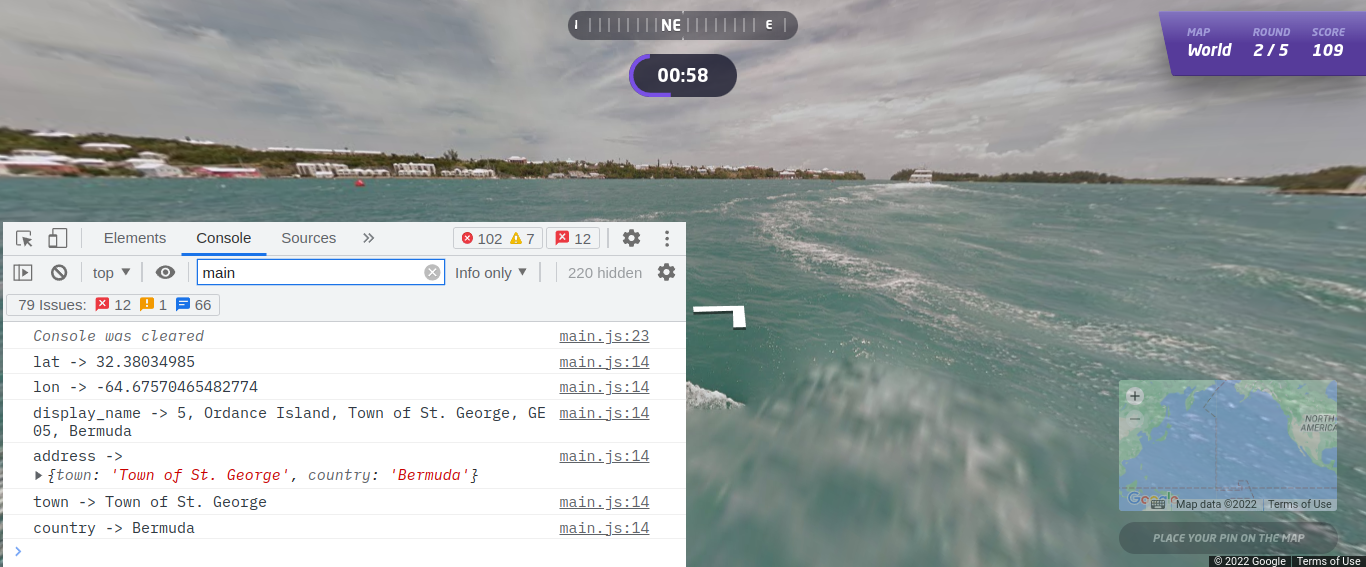 NE
E
00:58
MAP
World
ROUND
2 / 5
SCORE
109
Elements
Console
Sources
102
7
12
top
main
Info only
220 hidden
79 Issues:
12
1
66
Console was cleared
main.js:23
lat -> 32.38034985
main.js:14
lon -> -64.67570465482774
main.js:14
display_name -> 5, Ordance Island, Town of St. George, GE
05, Bermuda
main.js:14
address ->
main.js:14
{town: 'Town of St. George', country: 'Bermuda'}
town -> Town of St. George
main.js:14
country -> Bermuda
main.js:14
NORTH
AMERICA
Google
Map data ©2022
Terms of Use
PLACE YOUR PIN ON THE MAP
© 2022 Google
Terms of Use